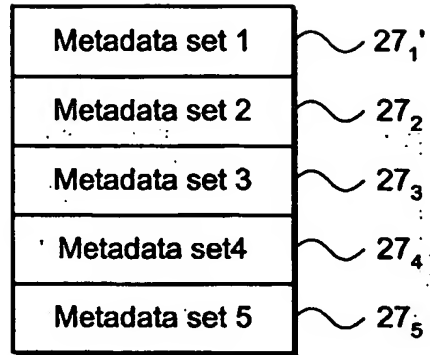 Metadata set 1 27₁'
Metadata set 2 27₂
Metadata set 3 27₃
Metadata set4 27₄
Metadata set 5 27₅